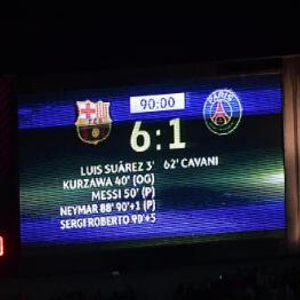 90:00
6:1
LUIS SUÁREZ 3' 62' CAVANI
KURZAWA 40' (OG)
MESSI 50' (P)
NEYMAR 88' 90'+1 (P)
SERGI ROBERTO 90'+5
PARIS